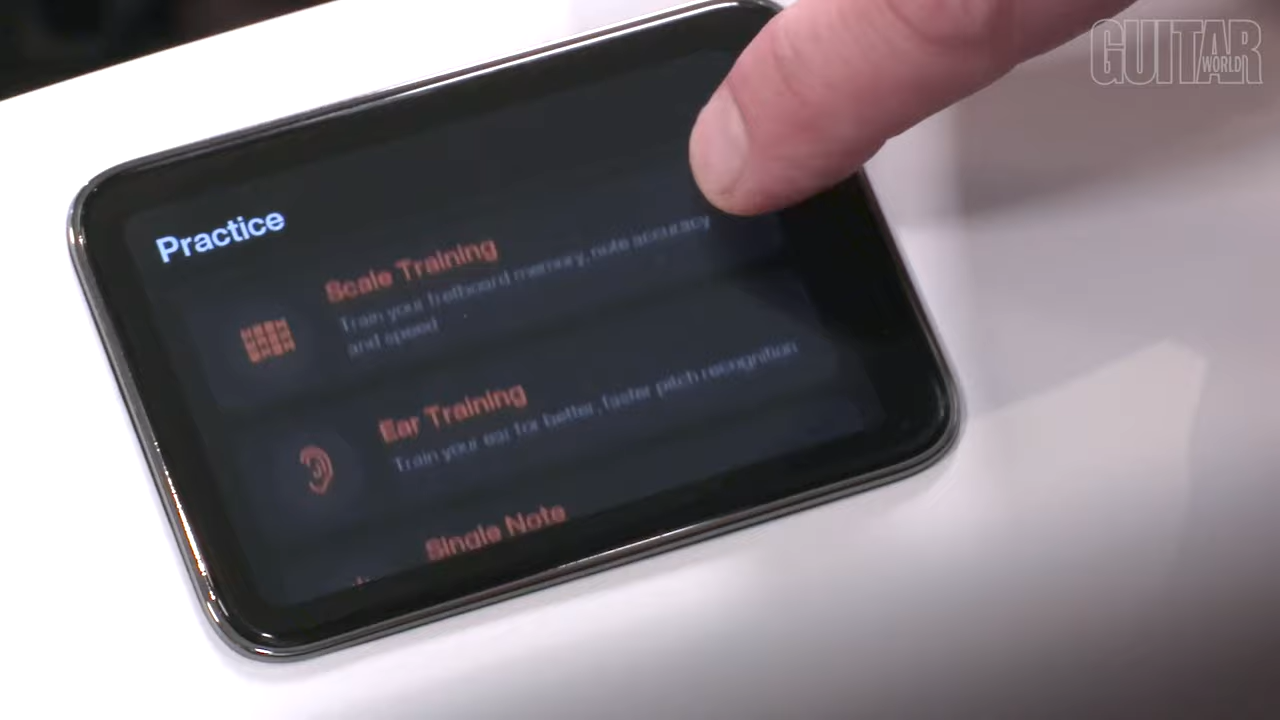 GUITAR
WORLD
Practice
Scale Training
Train your fretboard memory, note accuracy
and speed
Ear Training
Train your ear for better, faster pitch recognition
Single Note